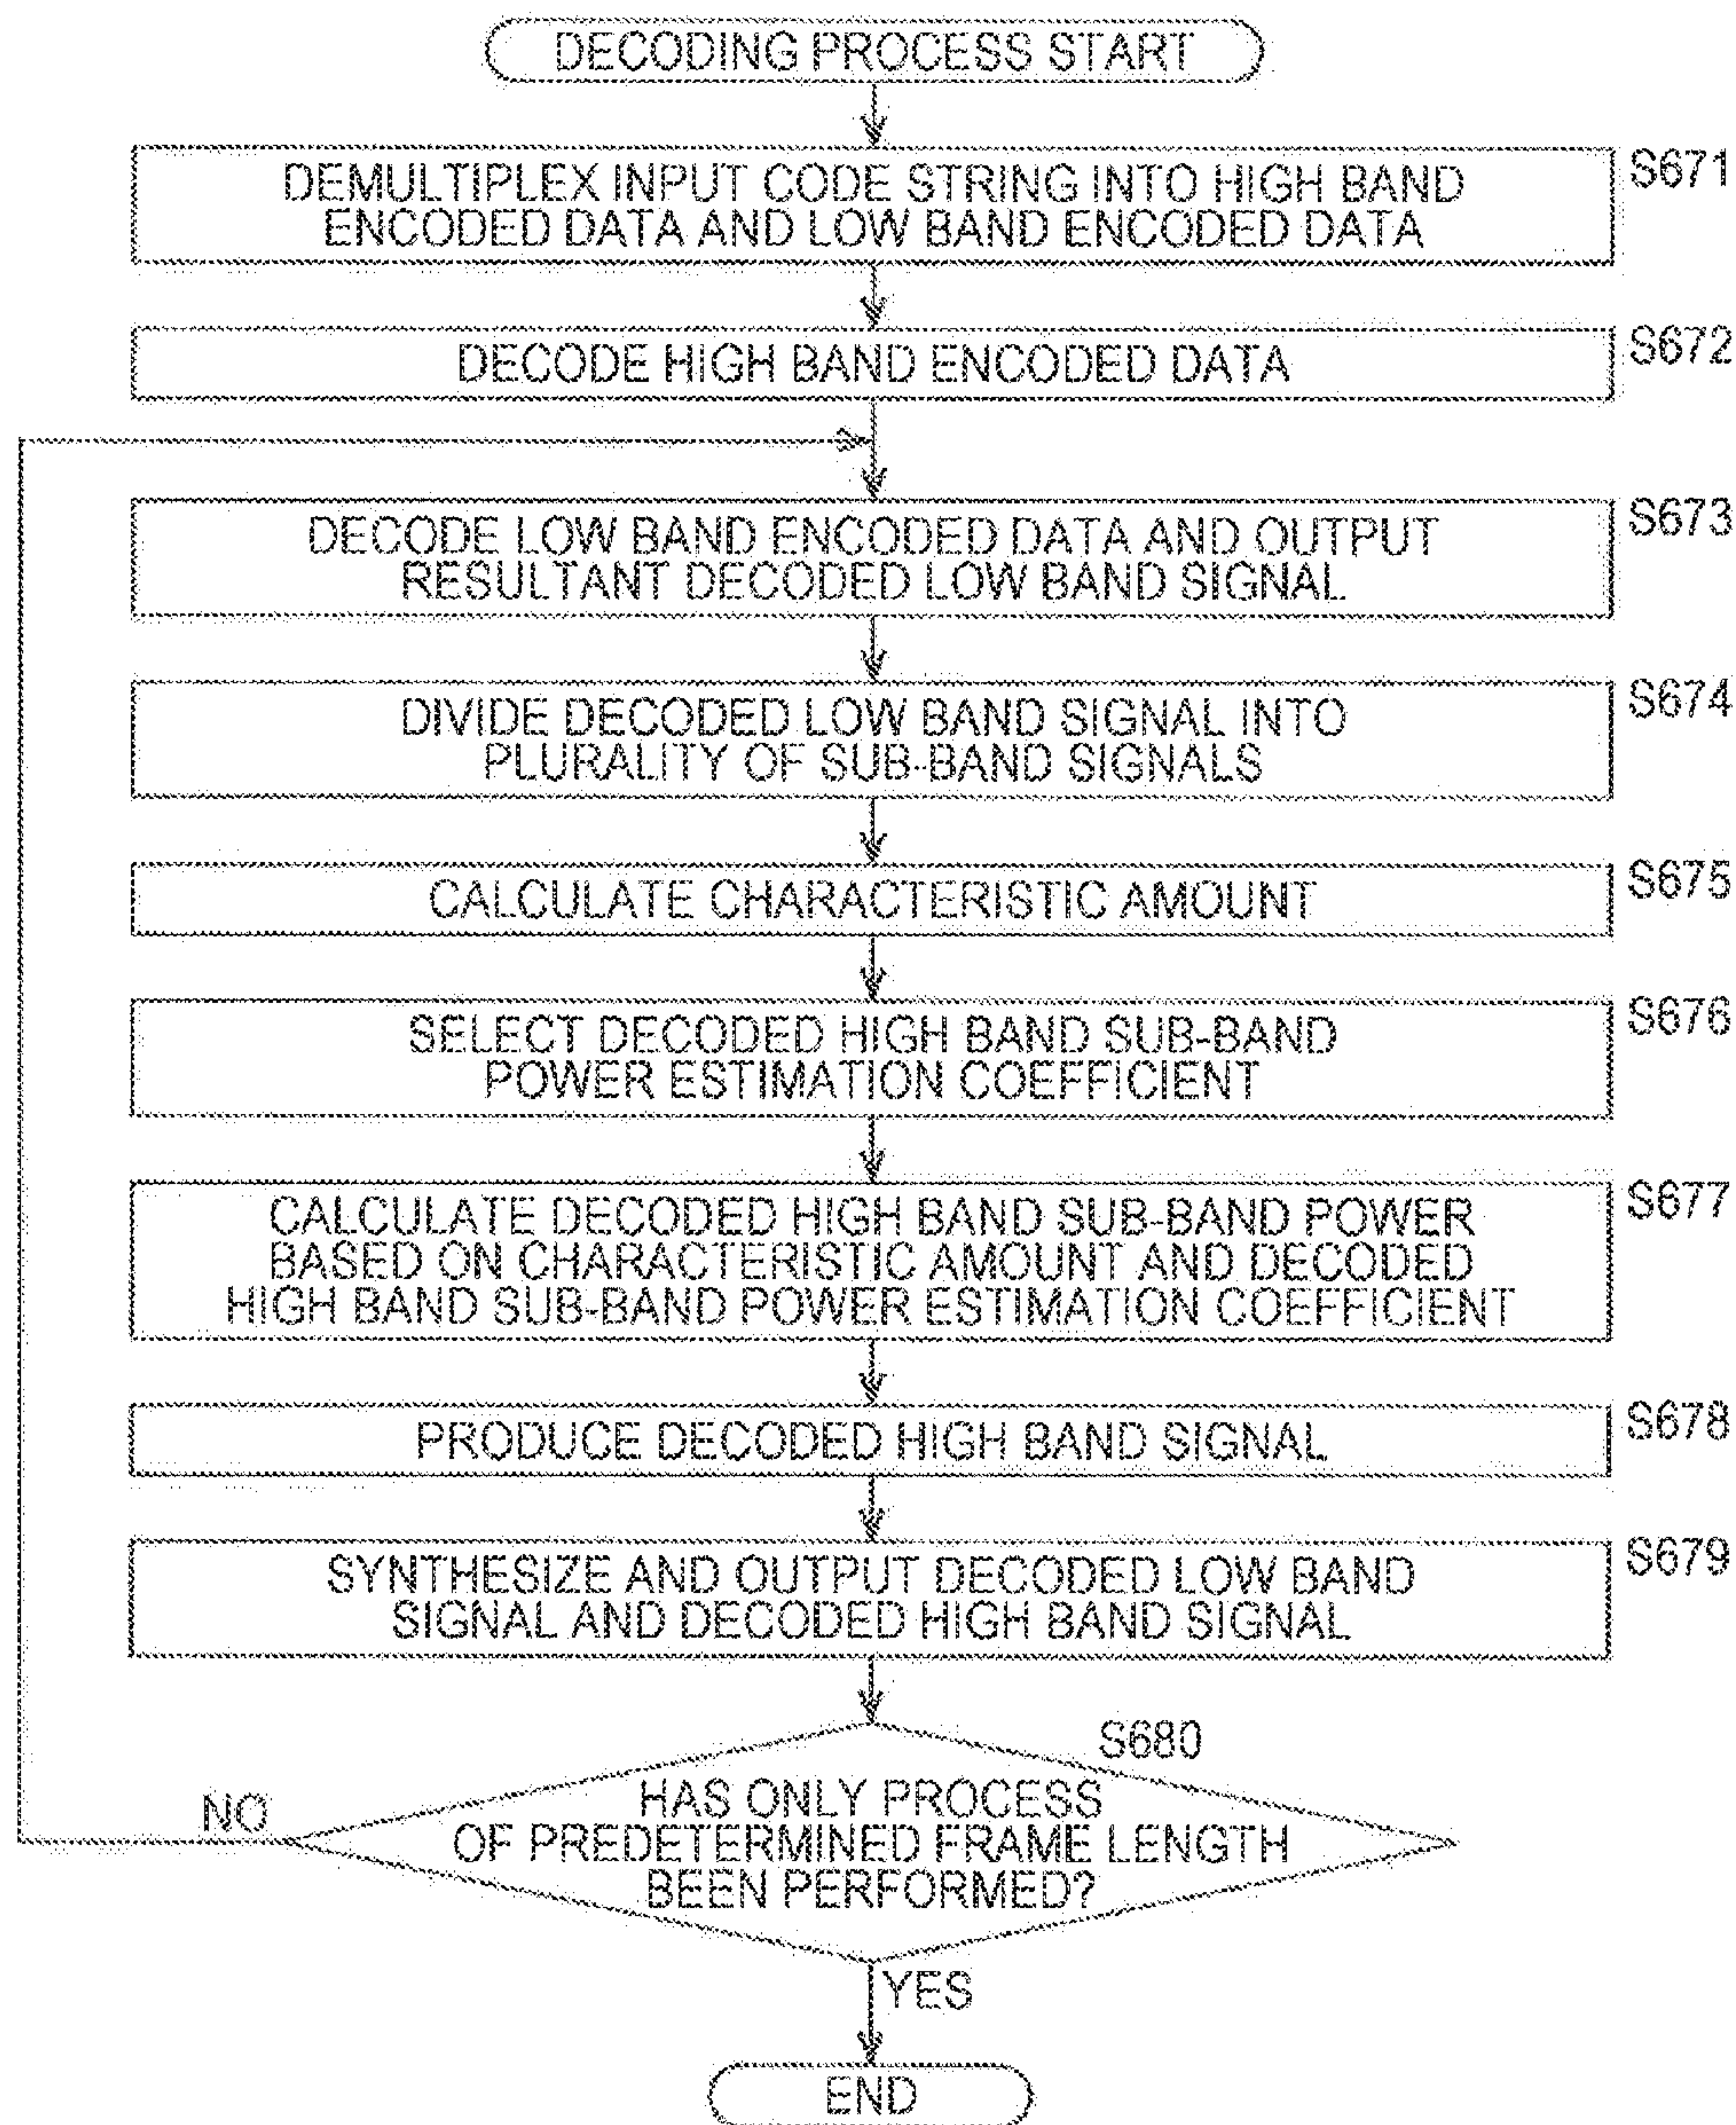 DECODING PROCESS START
DEMULTIPLEX INPUT CODE STRING INTO HIGH BAND
ENCODED DATA AND LOW BAND ENCODED DATA
S671
DECODE HIGH BAND ENCODED DATA
S672
DECODE LOW BAND ENCODED DATA AND OUTPUT
RESULTANT DECODED LOW BAND SIGNAL
S673
DIVIDE DECODED LOW BAND SIGNAL INTO
PLURALITY OF SUB-BAND SIGNALS
S674
CALCULATE CHARACTERISTIC AMOUNT
S675
SELECT DECODED HIGH BAND SUB-BAND
POWER ESTIMATION COEFFICIENT
S676
CALCULATE DECODED HIGH BAND SUB-BAND POWER
BASED ON CHARACTERISTIC AMOUNT AND DECODED
HIGH BAND SUB-BAND POWER ESTIMATION COEFFICIENT
S677
PRODUCE DECODED HIGH BAND SIGNAL
S678
SYNTHESIZE AND OUTPUT DECODED LOW BAND
SIGNAL AND DECODED HIGH BAND SIGNAL
S679
S680
HAS ONLY PROCESS
OF PREDETERMINED FRAME LENGTH
BEEN PERFORMED?
NO
YES
END